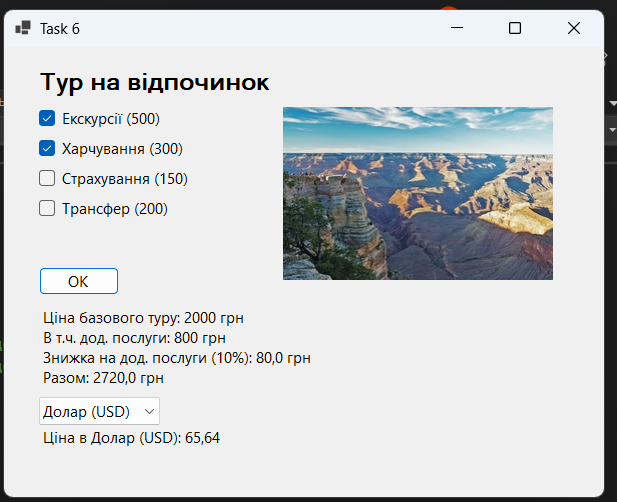 Task 6
Тур на відпочинок
Екскурсії (500)
Харчування (300)
Страхування (150)
Трансфер (200)
OK
Ціна базового туру: 2000 грн
В т.ч. дод. послуги: 800 грн
Знижка на дод. послуги (10%): 80,0 грн
Разом: 2720,0 грн
Долар (USD)
Ціна в Долар (USD): 65,64